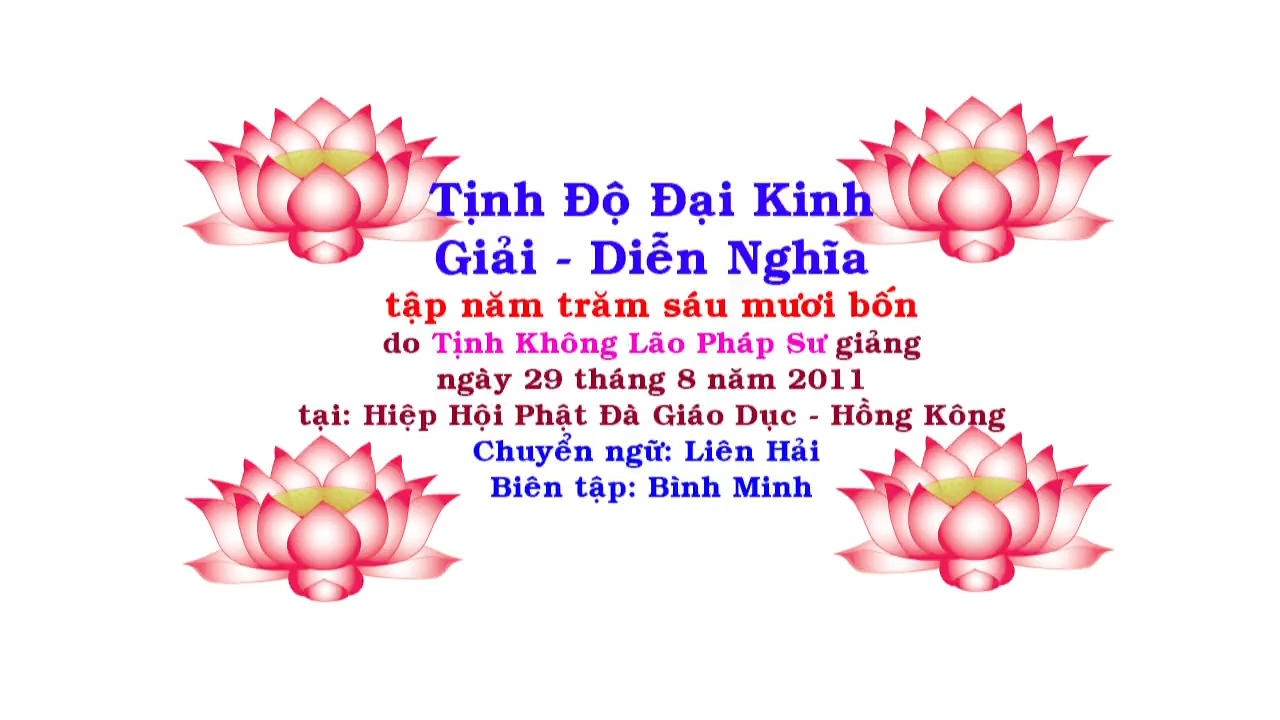 Tịnh Độ Đại Kinh
Giải - Diễn Nghĩa
tập năm trăm sáu mươi bốn
do Tịnh Không Lão Pháp Sư giảng
ngày 29 tháng 8 năm 2011
tại: Hiệp Hội Phật Đà Giáo Dục - Hồng Kông
Chuyển ngữ: Liên Hải
Biên tập: Bình Minh